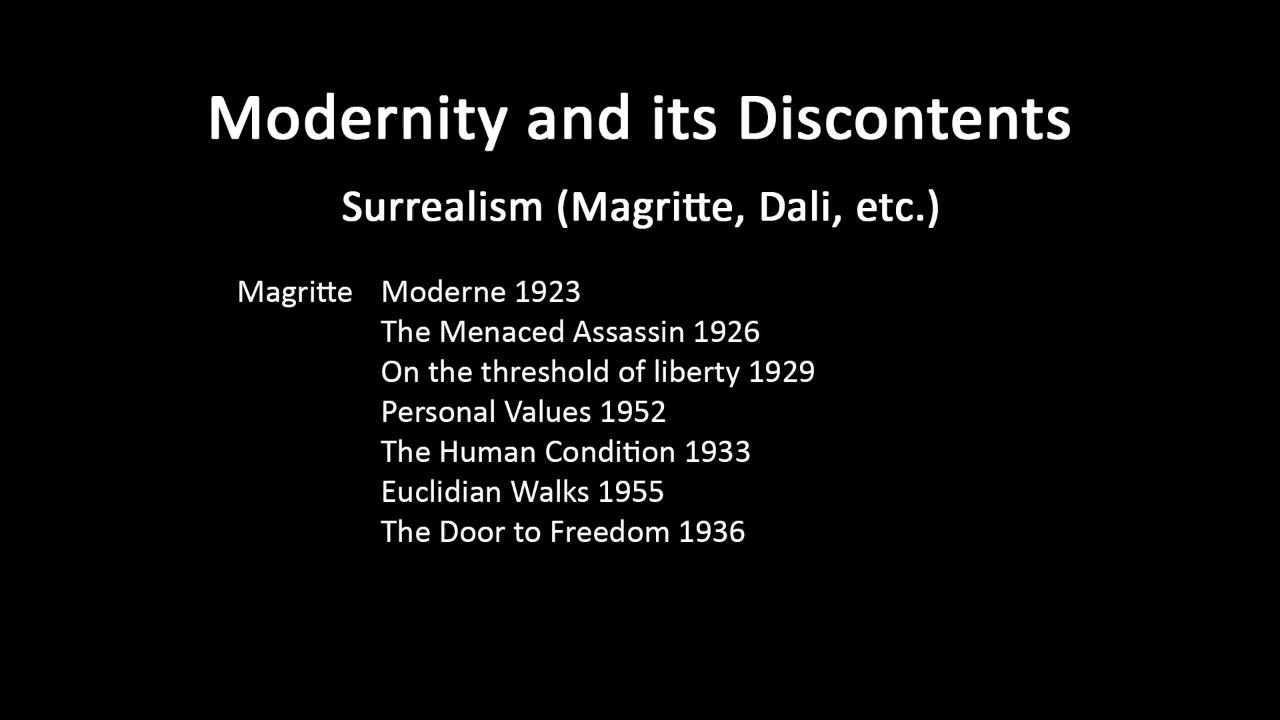 Modernity and its Discontents
Surrealism (Magritte, Dali, etc.)
Magritte Moderne 1923
The Menaced Assassin 1926
On the threshold of liberty 1929
Personal Values 1952
The Human Condition 1933
Euclidian Walks 1955
The Door to Freedom 1936